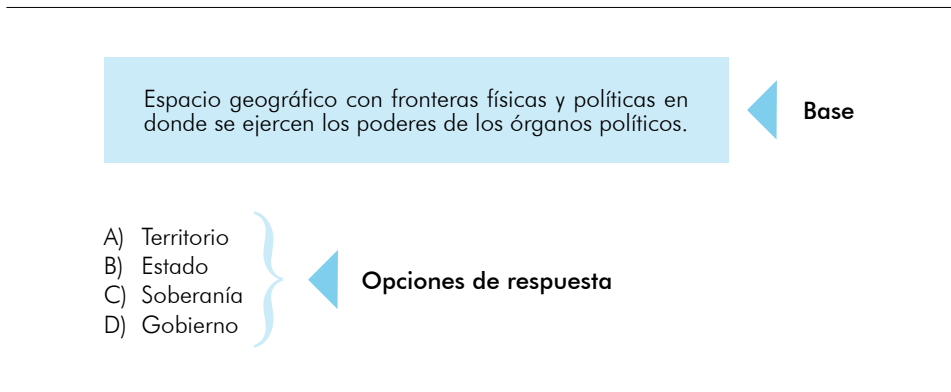 Espacio geográfico con fronteras físicas y políticas en
donde se ejercen los poderes de los órganos políticos.
Base
A) Territorio
B) Estado
C) Soberanía
D) Gobierno
Opciones de respuesta